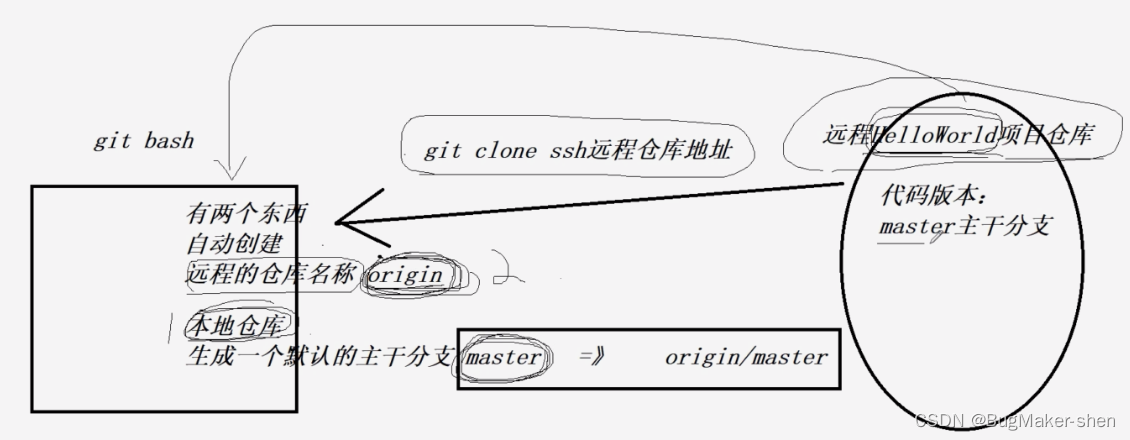 git bash
git clone ssh远程仓库地址
远程HelloWorld项目仓库
代码版本：
master主干分支
有两个东西
自动创建
远程的仓库名称 origin
本地仓库
生成一个默认的主干分支 master =》 origin/master
CSDN @BugMaker-shen